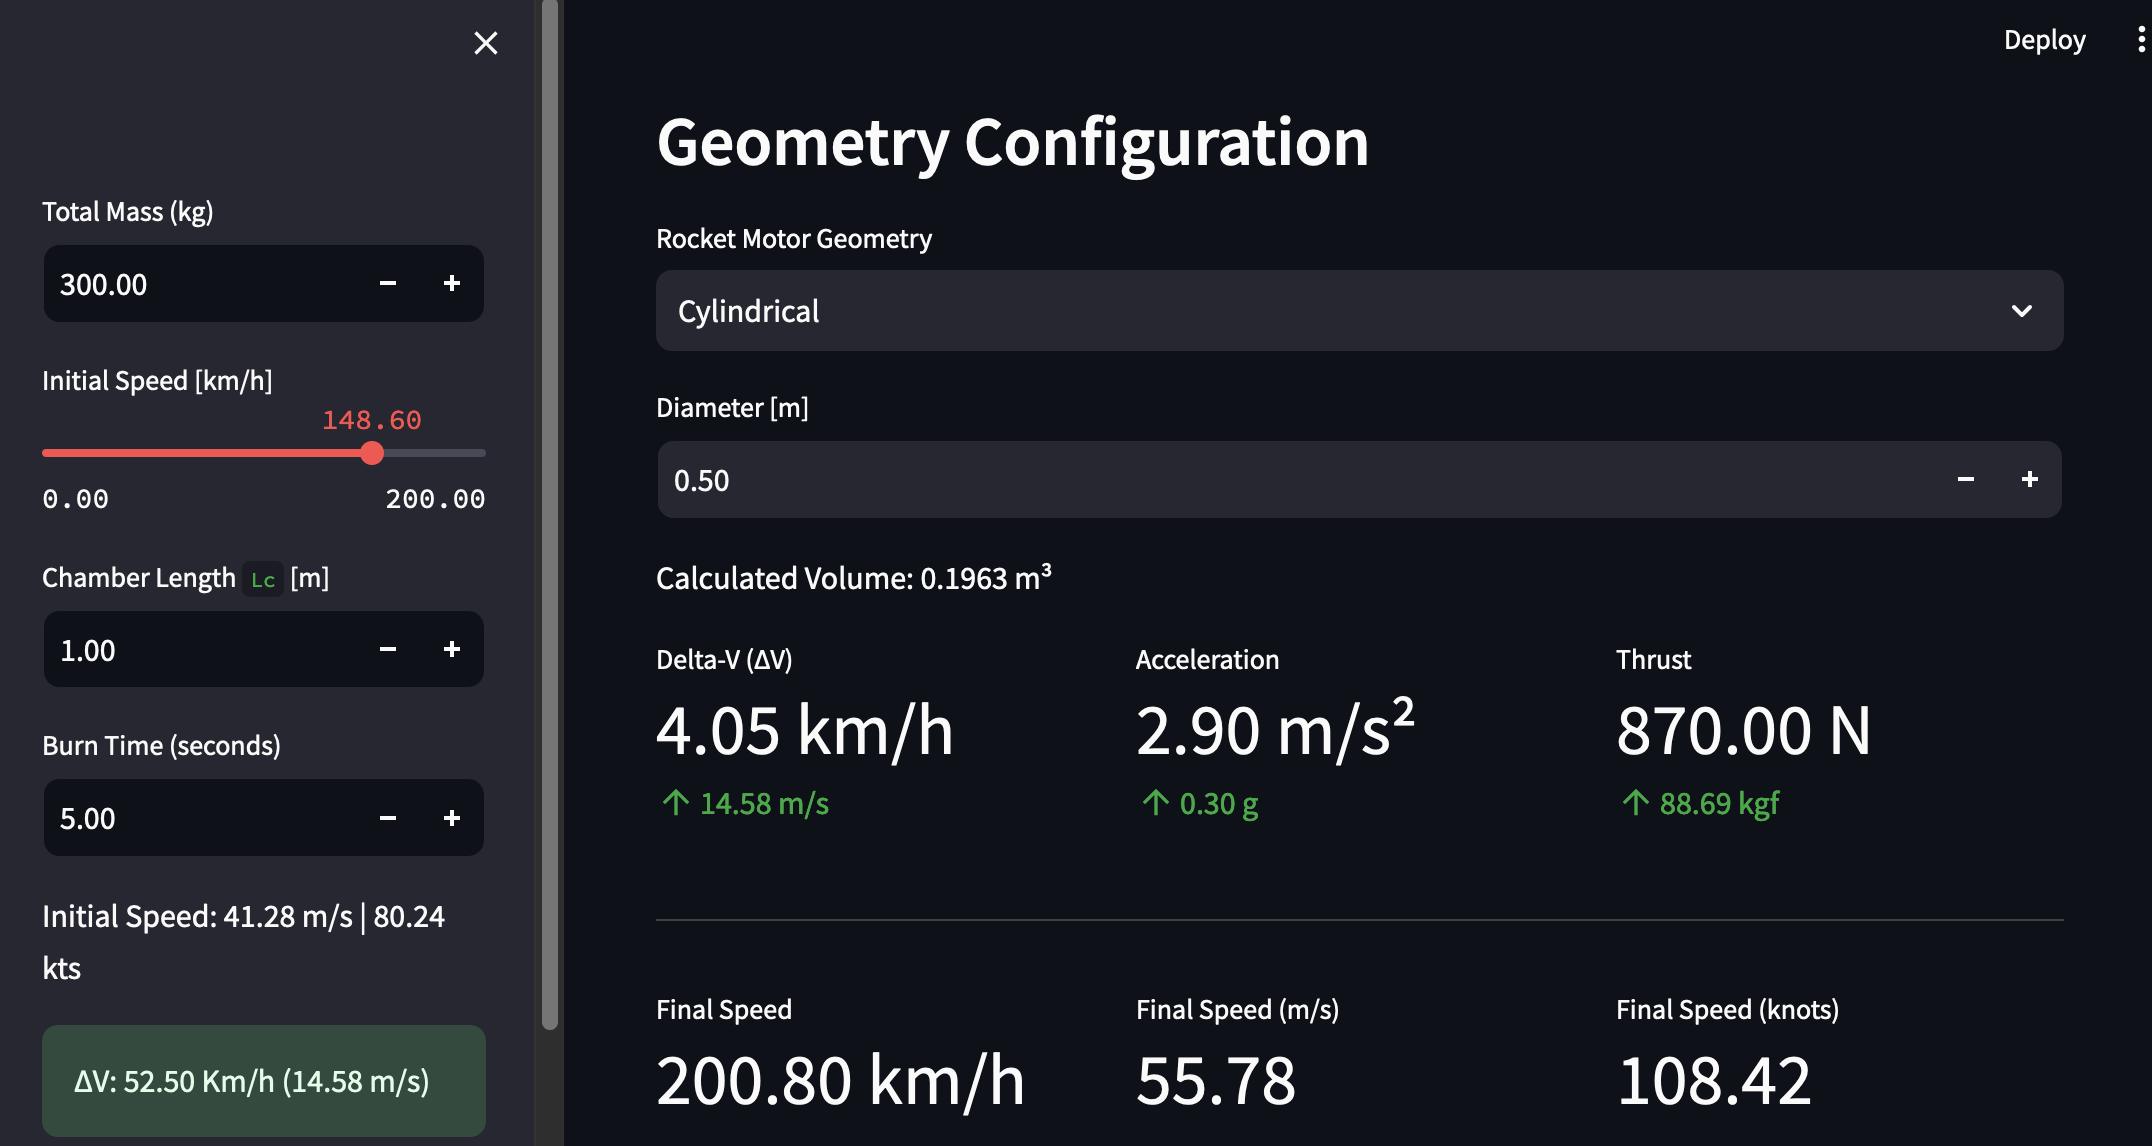 Total Mass (kg)
300.00
Initial Speed [km/h]
148.60
0.00
200.00
Chamber Length Lc [m]
1.00
Burn Time (seconds)
5.00
Initial Speed: 41.28 m/s | 80.24
kts
ΔV: 52.50 Km/h (14.58 m/s)
Deploy
Geometry Configuration
Rocket Motor Geometry
Cylindrical
Diameter [m]
0.50
Calculated Volume: 0.1963 m³
Delta-V (ΔV)
4.05 km/h
↑ 14.58 m/s
Acceleration
2.90 m/s²
↑ 0.30 g
Thrust
870.00 N
↑ 88.69 kgf
Final Speed
200.80 km/h
Final Speed (m/s)
55.78
Final Speed (knots)
108.42